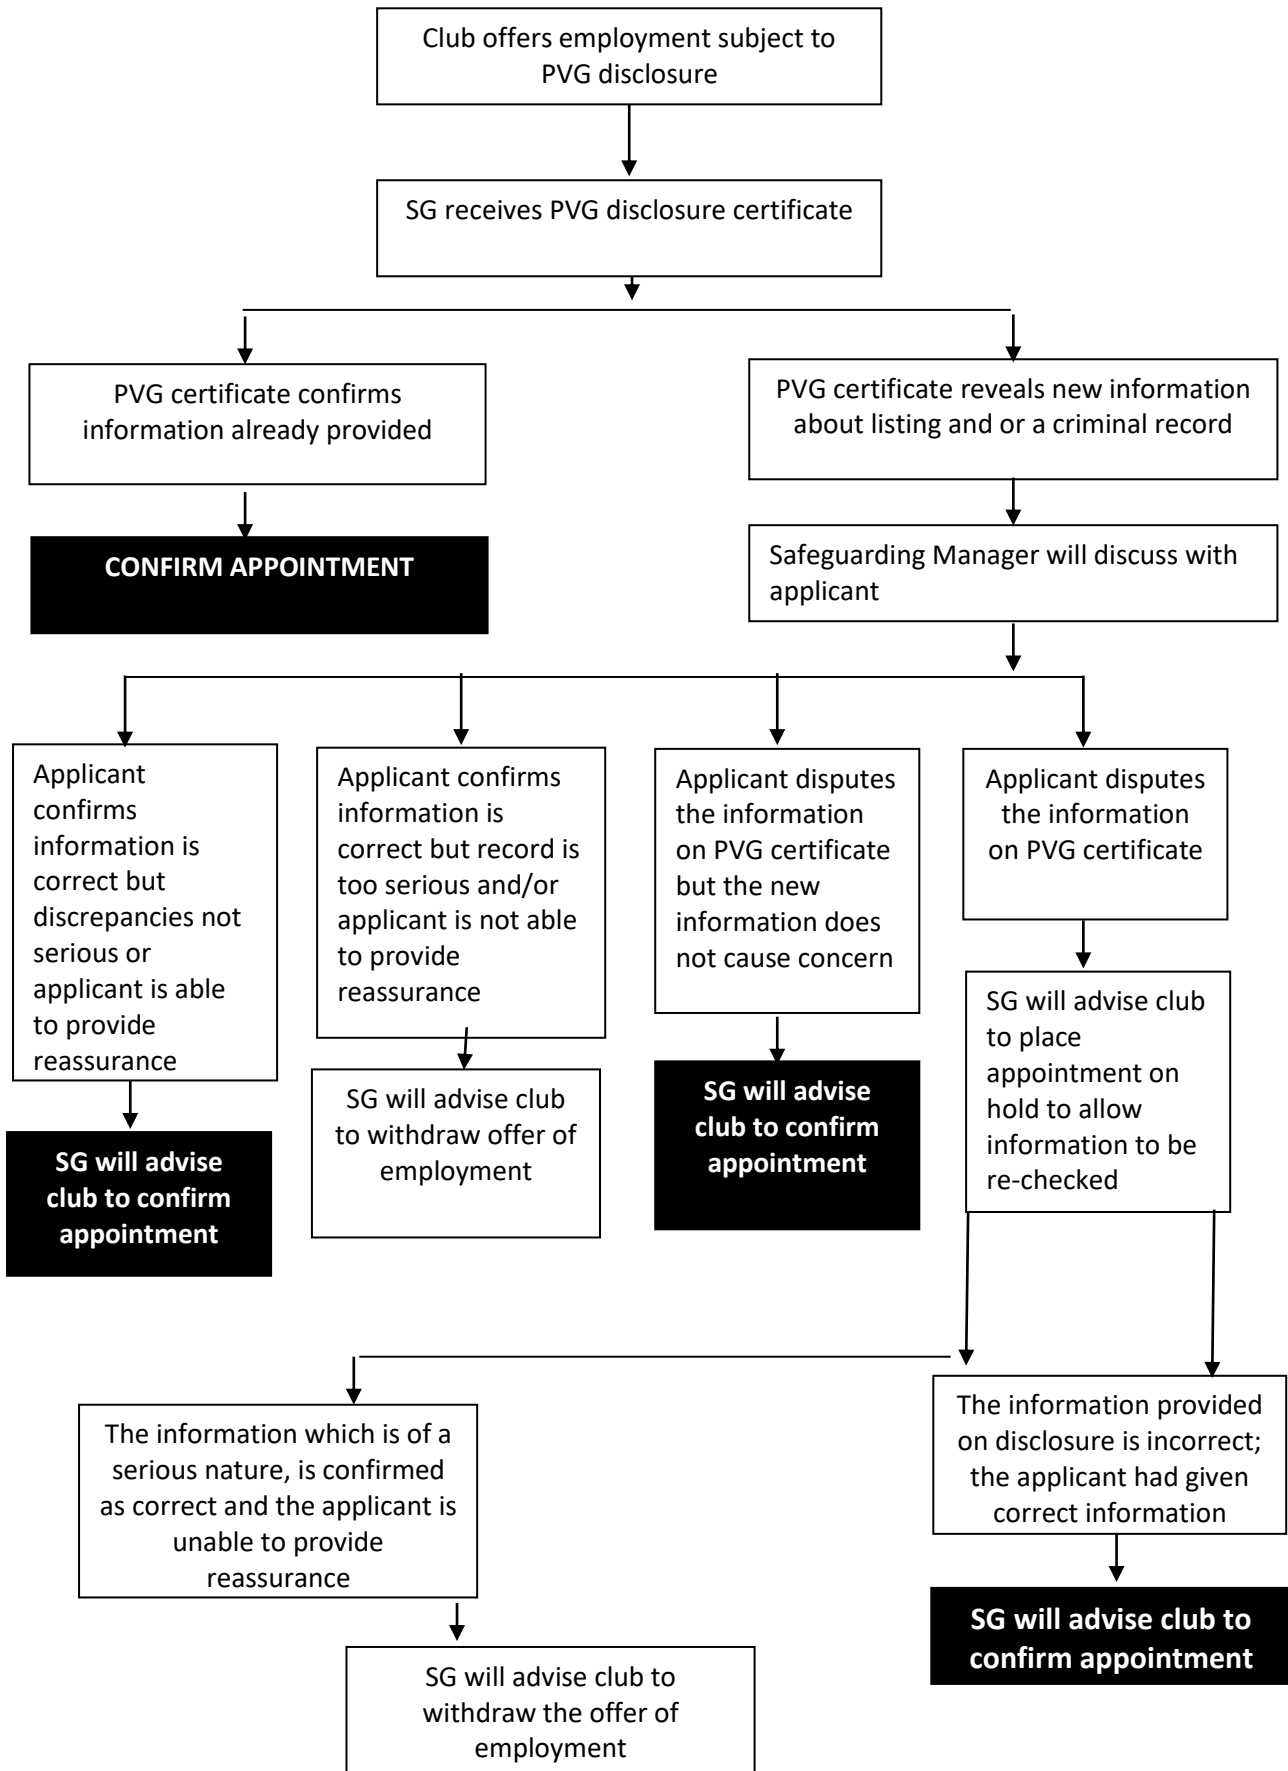 Club offers employment subject to
PVG disclosure
SG receives PVG disclosure certificate
PVG certificate confirms
information already provided
PVG certificate reveals new information
about listing and or a criminal record
CONFIRM APPOINTMENT
Safeguarding Manager will discuss with
applicant
Applicant
confirms
information is
correct but
discrepancies not
serious or
applicant is able
to provide
reassurance
Applicant confirms
information is
correct but record is
too serious and/or
applicant is not able
to provide
reassurance
Applicant disputes
the information
on PVG certificate
but the new
information does
not cause concern
Applicant disputes
the information
on PVG certificate
SG will advise
club to confirm
appointment
SG will advise club
to withdraw offer of
employment
SG will advise
club to confirm
appointment
SG will advise club
to place
appointment on
hold to allow
information to be
re-checked
The information which is of a
serious nature, is confirmed
as correct and the applicant is
unable to provide
reassurance
The information provided
on disclosure is incorrect;
the applicant had given
correct information
SG will advise club to
withdraw the offer of
employment
SG will advise club to
confirm appointment